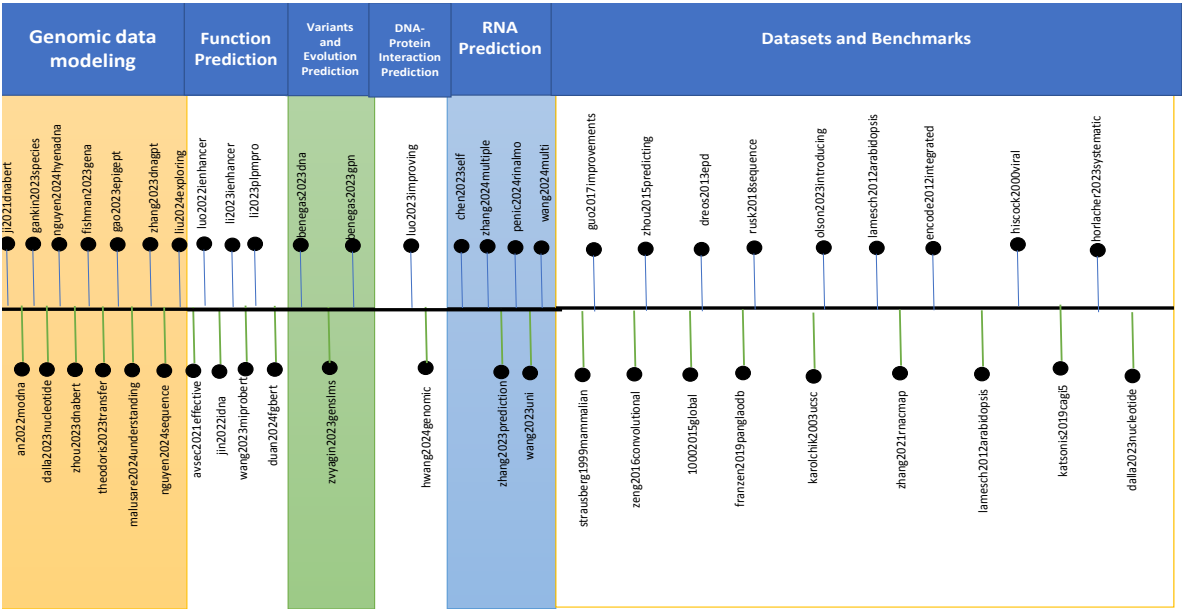 Genomic data
modeling
Function
Prediction
Variants
and
Evolution
Prediction
DNA-
Protein
Interaction
Prediction
RNA
Prediction
Datasets and Benchmarks
ji2021dnabert
gankin2023species
nguyen2024hyenadna
fishman2023gena
gao2023epigept
zhang2023dnagpt
liu2024exploring
luo2022ienhancer
li2023ienhancer
li2023plpmpro
benegas2023dna
benegas2023gpn
luo2023improving
chen2023self
zhang2024multiple
penic2024rinalmo
wang2024multi
guo2017improvements
zhou2015predicting
dreos2013epd
rusk2018sequence
olson2023introducing
lamesch2012arabidopsis
encode2012integrated
hiscock2000viral
horlacher2023systematic
an2022modna
dalla2023nucleotide
zhou2023dnabert
theodoris2023transfer
malusare2024understanding
nguyen2024sequence
avsec2021effective
jin2022idna
wang2023miprobert
duan2024fgbert
zvyagin2023genslms
hwang2024genomic
zhang2023prediction
wang2023uni
strausberg1999mammalian
zeng2016convolutional
10002015global
franzen2019panglaodb
karolchik2003ucsc
zhang2021rnacmap
lamesch2012arabidopsis
katsonis2019cagi5
dalla2023nucleotide